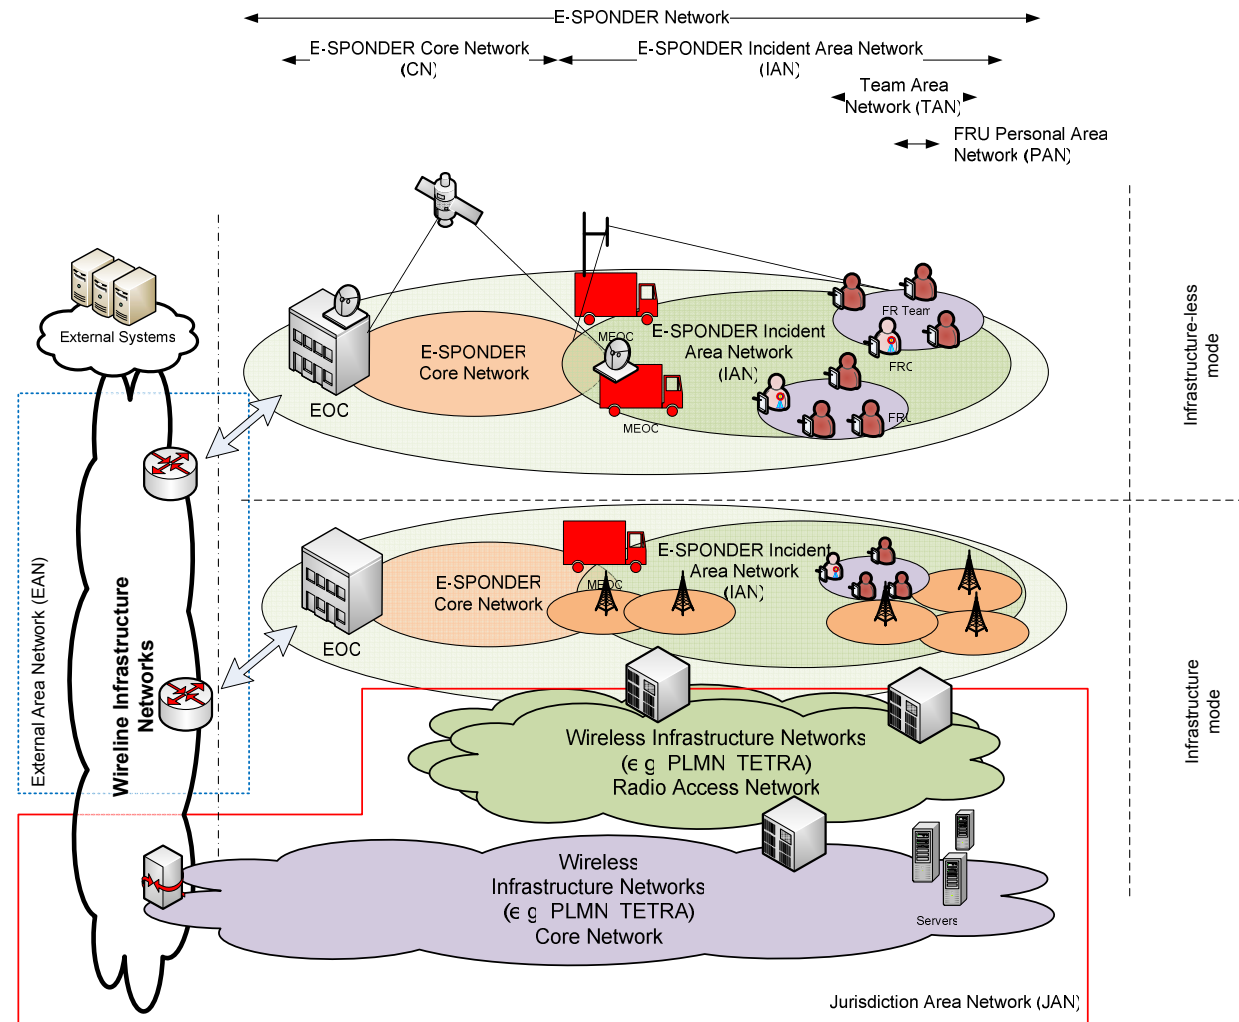 E-SPONDER Network
E-SPONDER Core Network
(CN)
E-SPONDER Incident Area Network
(IAN)
Team Area
Network (TAN)
FRU Personal Area
Network (PAN)
External Systems
EOC
E-SPONDER
Core Network
MEOC
E-SPONDER Incident
Area Network
(IAN)
MEOC
FR Team
FRC
FRU
Infrastructure-less
mode
External Area Network (EAN)
Wireline Infrastructure
Networks
EOC
E-SPONDER
Core Network
MEOC
E-SPONDER Incident
Area Network
(IAN)
Infrastructure
mode
Wireless Infrastructure Networks
(e g PLMN TETRA)
Radio Access Network
Wireless
Infrastructure Networks
(e g PLMN TETRA)
Core Network
Servers
Jurisdiction Area Network (JAN)